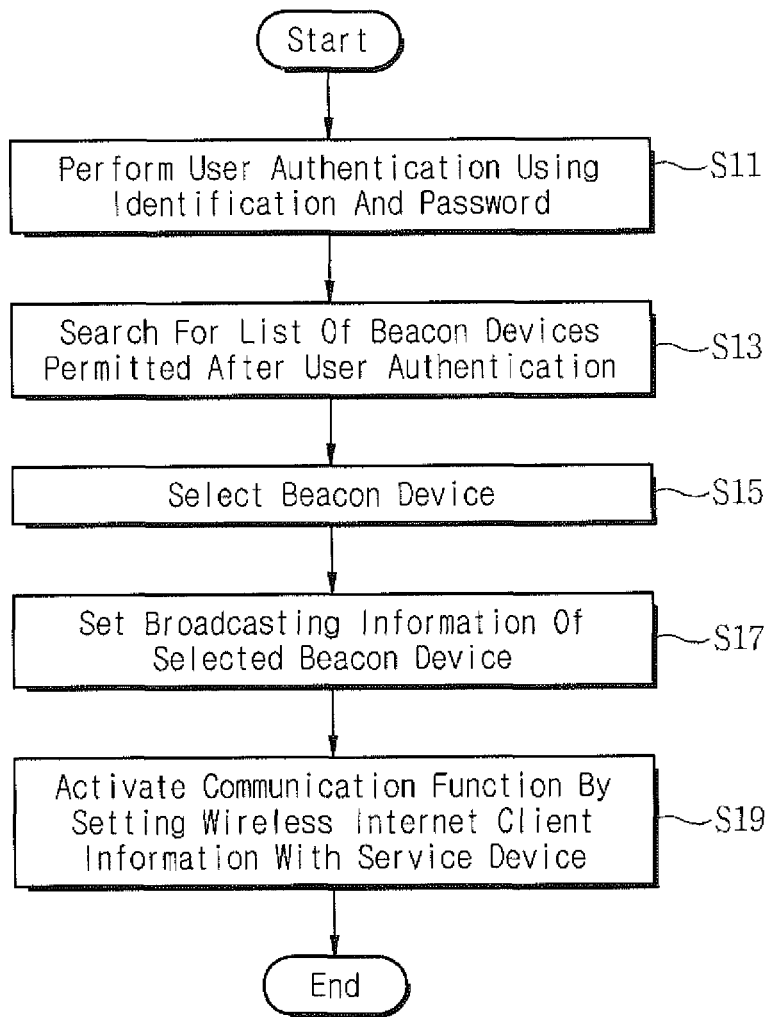 Start
Perform User Authentication Using
Identification And Password
S11
Search For List Of Beacon Devices
Permitted After User Authentication
S13
Select Beacon Device
S15
Set Broadcasting Information Of
Selected Beacon Device
S17
Activate Communication Function By
Setting Wireless Internet Client
Information With Service Device
S19
End